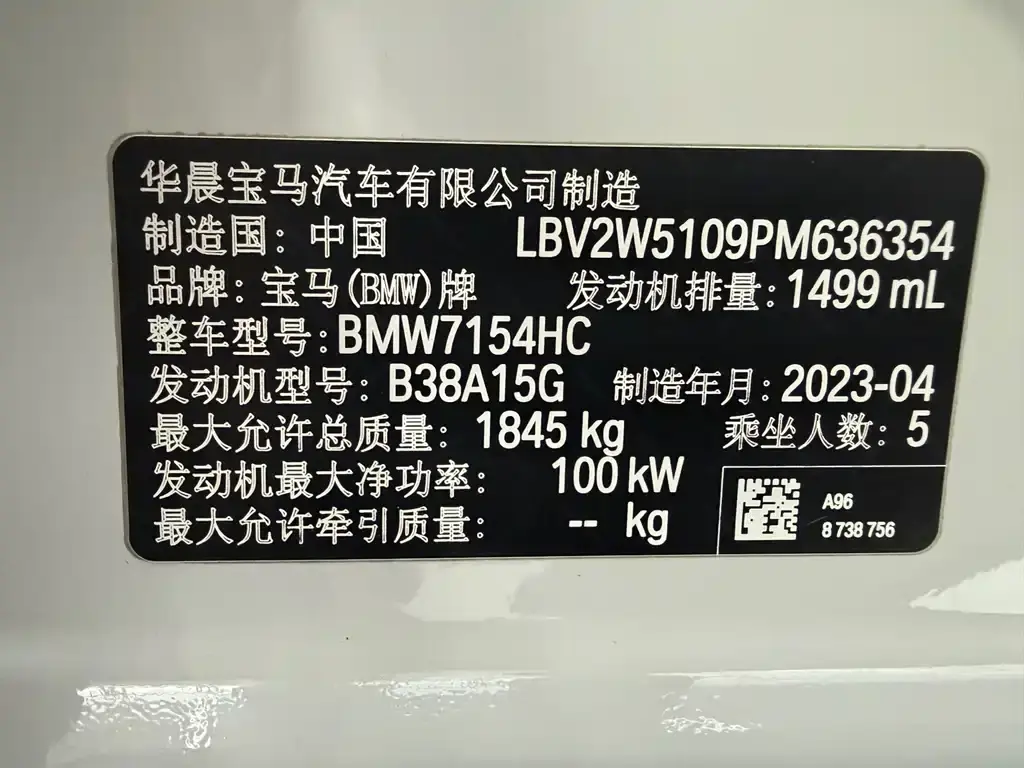 华晨宝马汽车有限公司制造
制造国：中国 LBV2W5109PM636354
品牌：宝马(BMW)牌 发动机排量：1499 mL
整车型号：BMW7154HC
发动机型号：B38A15G 制造年月：2023-04
最大允许总质量：1845 kg 乘坐人数：5
发动机最大净功率：100 kW
最大允许牵引质量：-- kg
A96
8 738 756